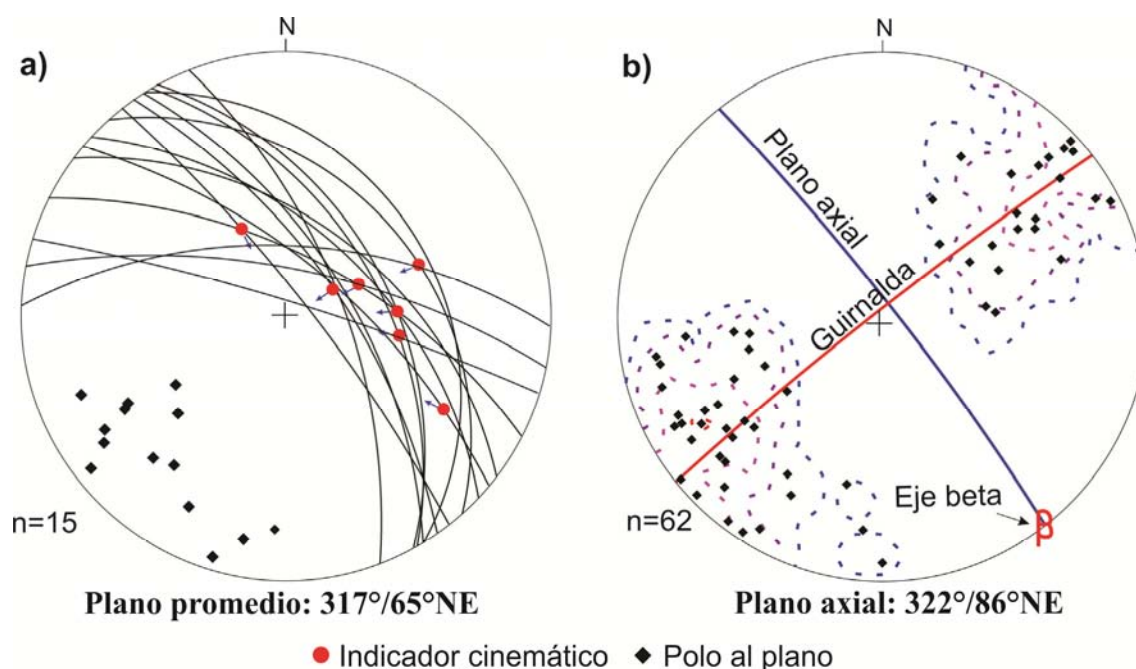 a)
N
n=15
Plano promedio: 317°/65°NE
b)
N
Plano axial
Guirnalda
Eje beta
β
n=62
Plano axial: 322°/86°NE
Indicador cinemático
Polo al plano